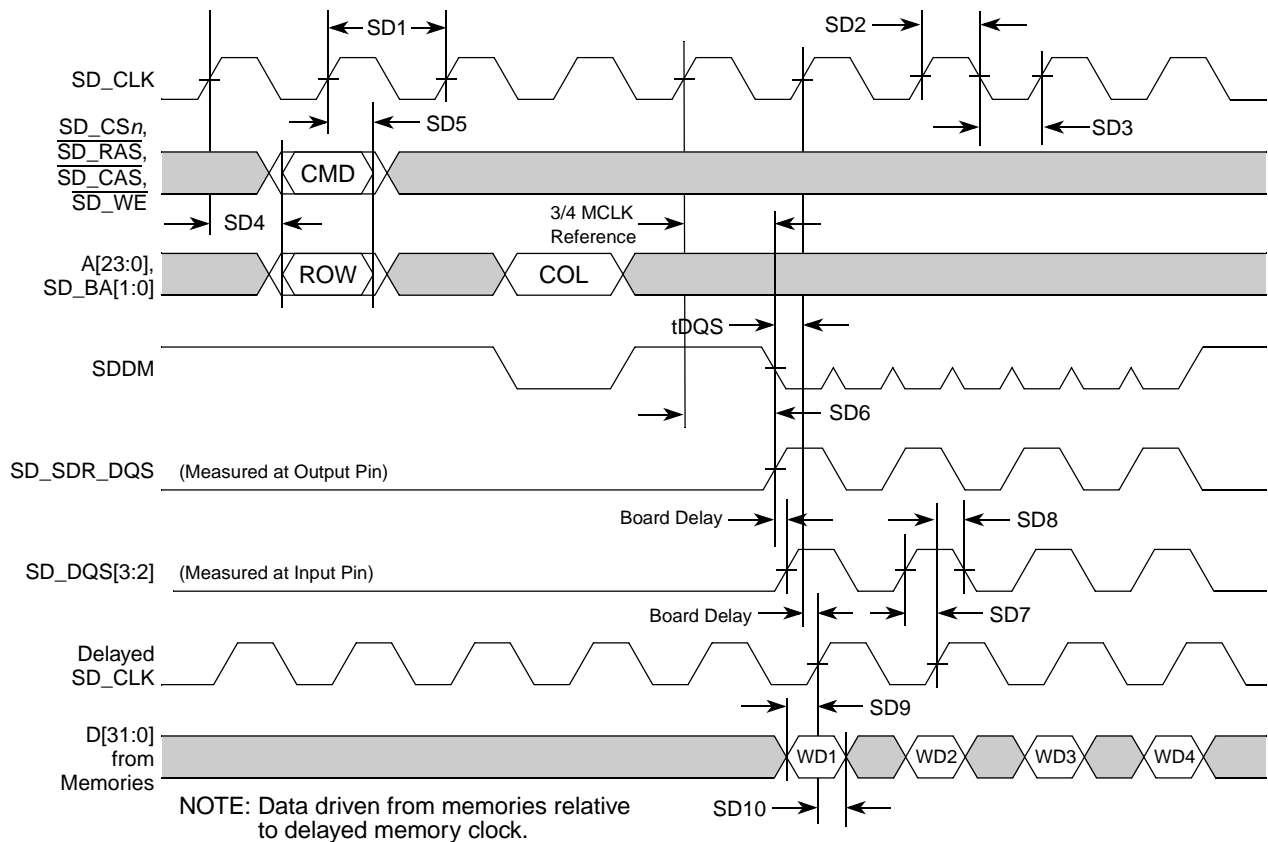 SD1
SD2
SD_CLK
SD3
SD5
SD_CSn,
SD_RAS,
SD_CAS,
SD_WE
CMD
SD4
3/4 MCLK
Reference
A[23:0],
SD_BA[1:0]
ROW
COL
tDQS
SDDM
SD6
SD_SDR_DQS
(Measured at Output Pin)
Board Delay
SD8
SD_DQS[3:2]
(Measured at Input Pin)
Board Delay
SD7
Delayed
SD_CLK
SD9
D[31:0]
from
Memories
WD1
WD2
WD3
WD4
SD10
NOTE: Data driven from memories relative
to delayed memory clock.